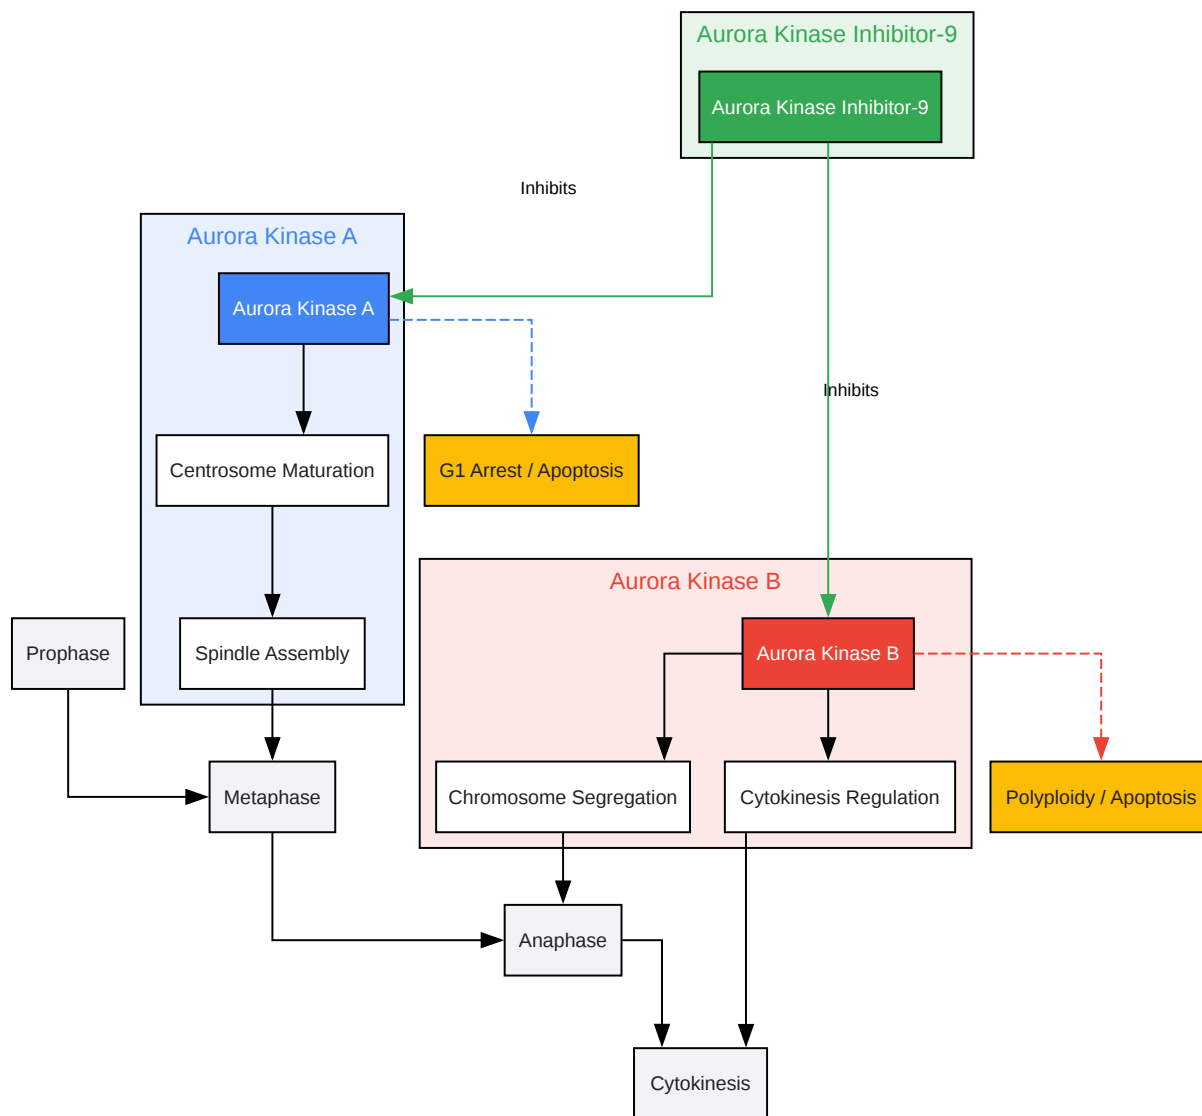 Aurora Kinase Inhibitor-9
Aurora Kinase Inhibitor-9
Inhibits
Aurora Kinase A
Aurora Kinase A
Inhibits
Centrosome Maturation
G1 Arrest / Apoptosis
Aurora Kinase B
Prophase
Spindle Assembly
Aurora Kinase B
Metaphase
Chromosome Segregation
Cytokinesis Regulation
Polyploidy / Apoptosis
Anaphase
Cytokinesis